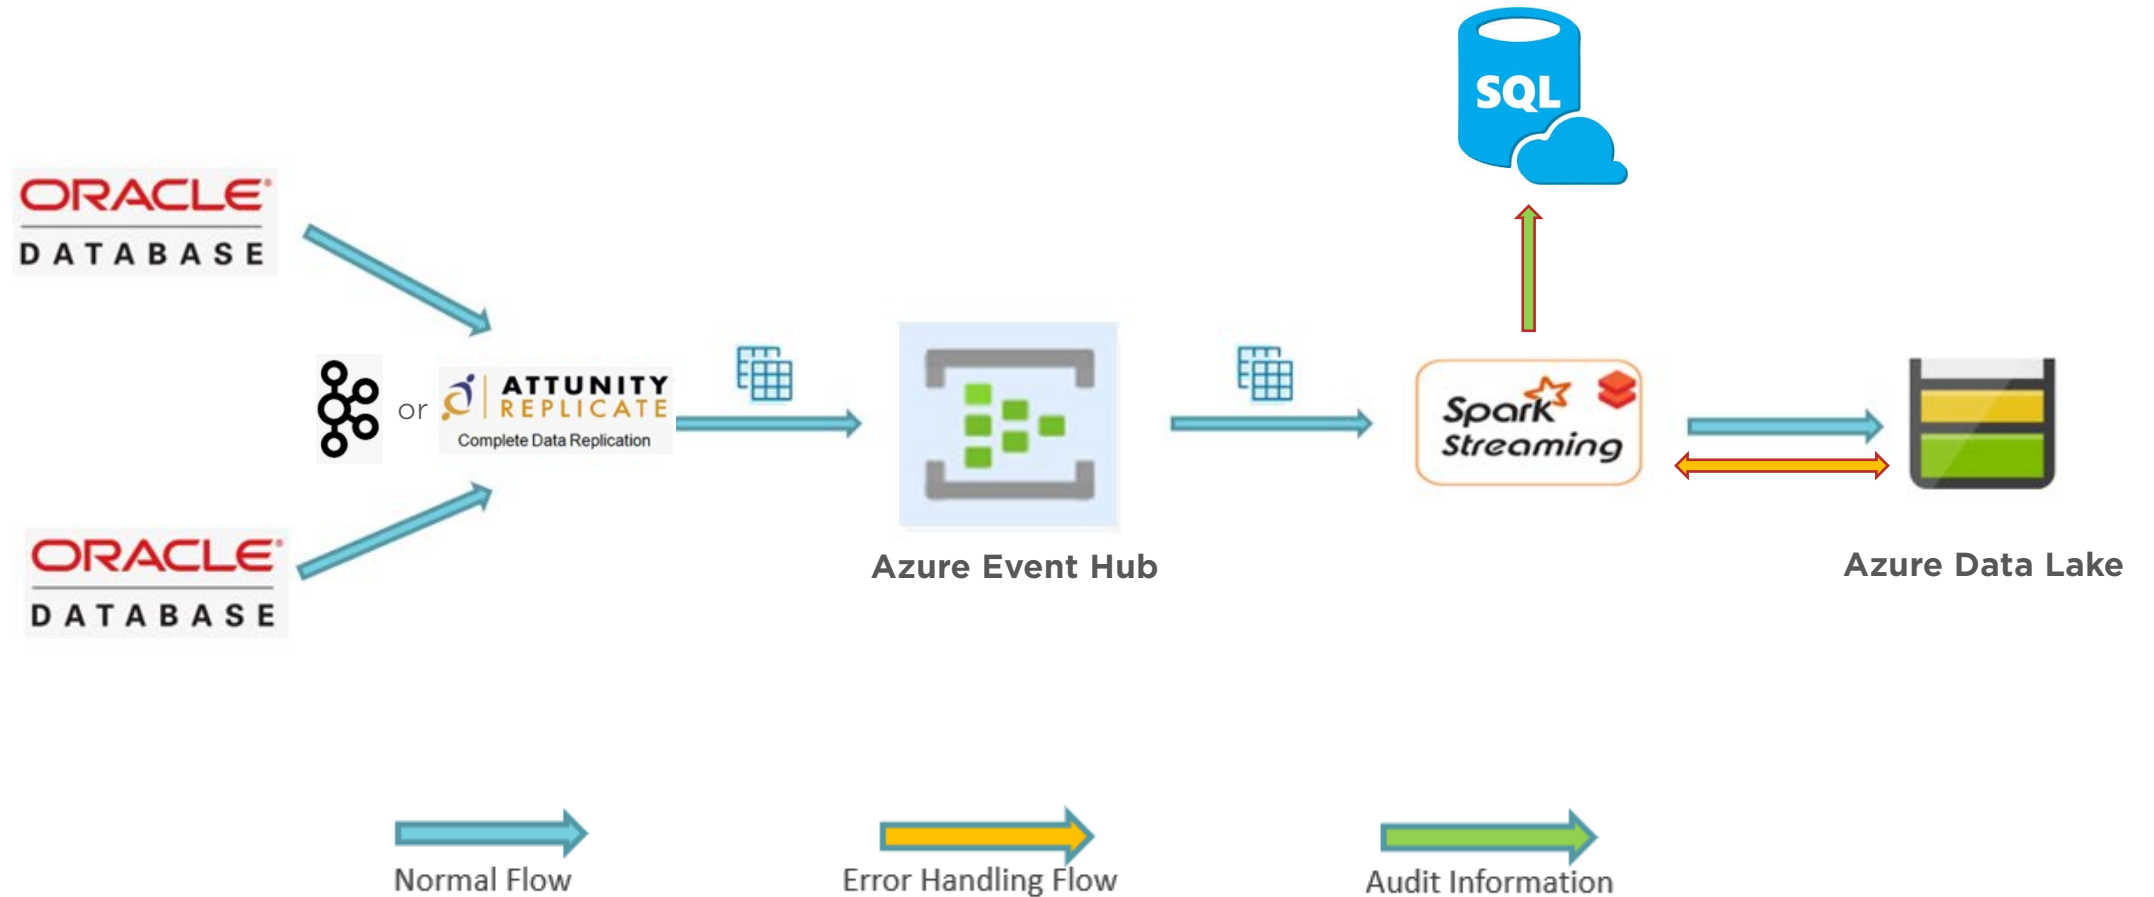 SQL
ORACLE
DATABASE
or
ATTUNITY
REPLICATE
Complete Data Replication
Spark
Streaming
Azure Event Hub
Azure Data Lake
ORACLE
DATABASE
Normal Flow
Error Handling Flow
Audit Information